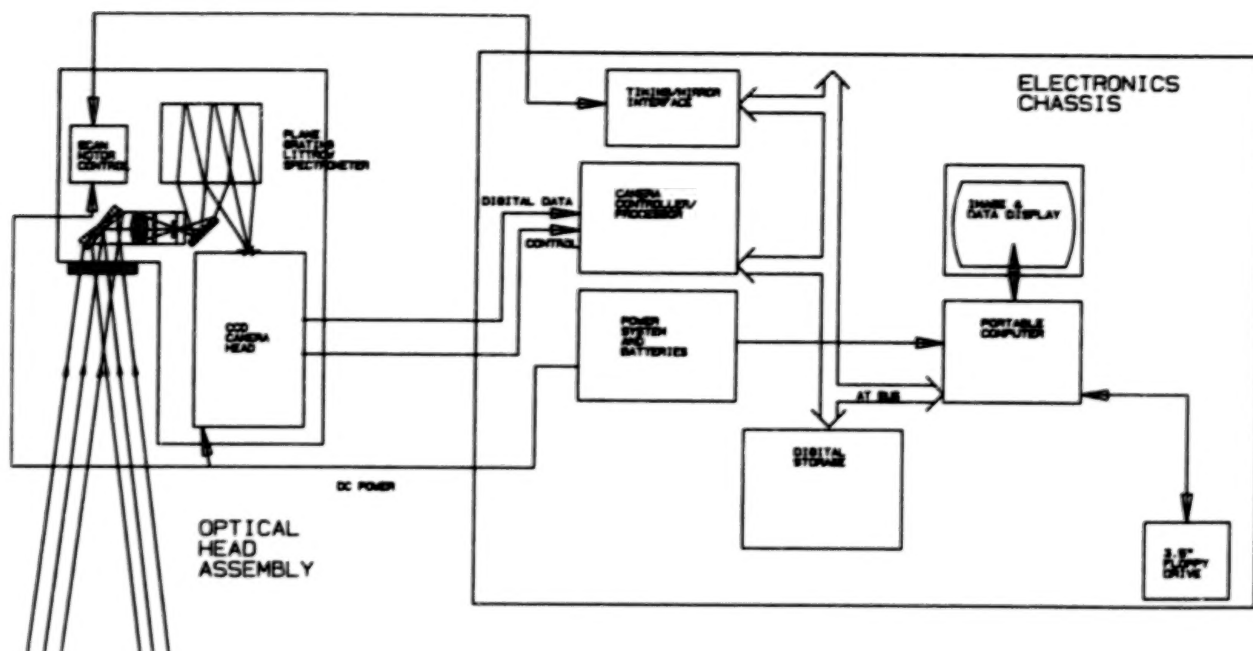 SCAN
MOTOR
CONTROL
PLANE
GRATING
LITTROW
SPECTROMETER
CCD
CAMERA
HEAD
OPTICAL
HEAD
ASSEMBLY
DC POWER
DIGITAL DATA
CONTROL
ELECTRONICS
CHASSIS
TIMING/MIRROR
INTERFACE
CAMERA
CONTROLLER/
PROCESSOR
POWER
SYSTEM
AND
BATTERIES
IMAGE &
DATA DISPLAY
PORTABLE
COMPUTER
AT BUS
DIGITAL
STORAGE
3.5"
FLOPPY
DRIVE